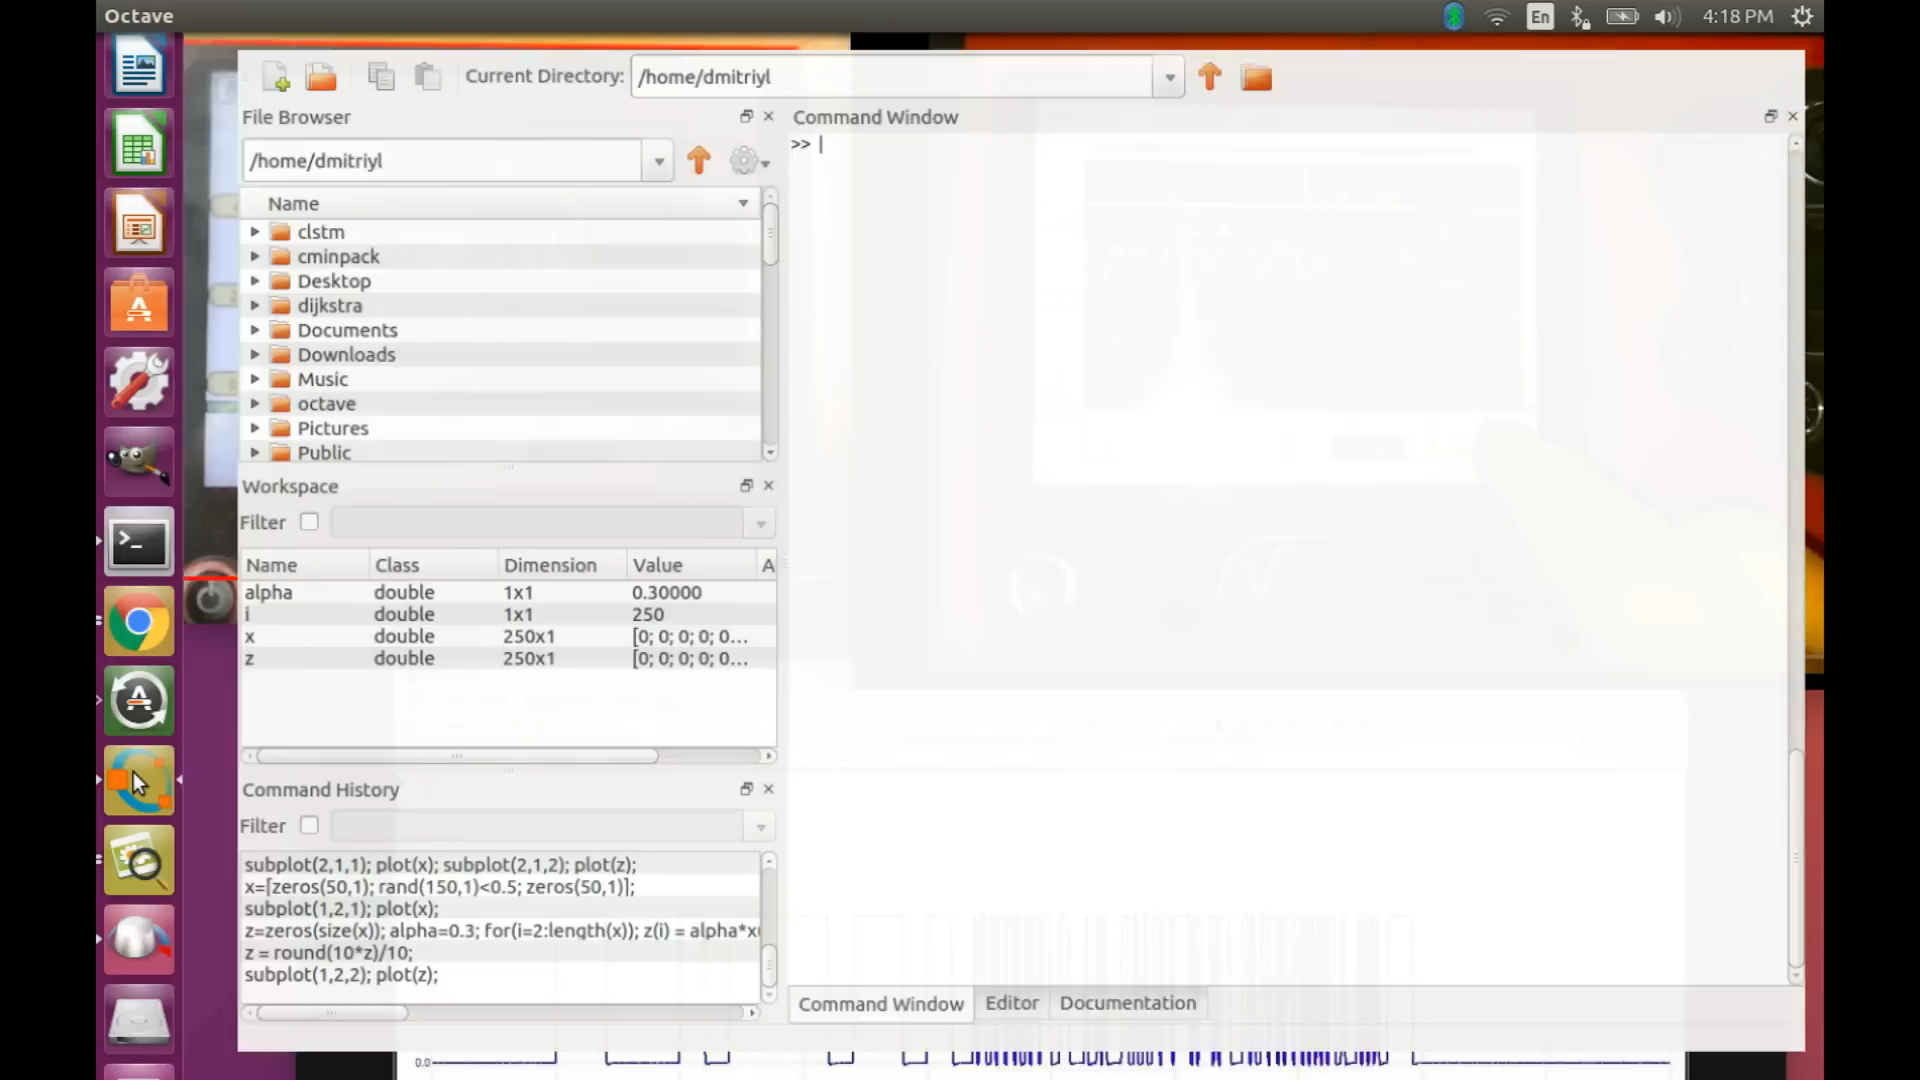 Octave
En
4:18 PM
Current Directory:
/home/dmitriyl
File Browser
/home/dmitriyl
Name
clstm
cminpack
Desktop
dijkstra
Documents
Downloads
Music
octave
Pictures
Public
Workspace
Filter
Name Class Dimension Value A
alpha double 1x1 0.30000
i double 1x1 250
x double 250x1 [0; 0; 0; 0; 0...
z double 250x1 [0; 0; 0; 0; 0...
Command History
Filter
subplot(2,1,1); plot(x); subplot(2,1,2); plot(z);
x=[zeros(50,1); rand(150,1)<0.5; zeros(50,1)];
subplot(1,2,1); plot(x);
z=zeros(size(x)); alpha=0.3; for(i=2:length(x)); z(i) = alpha*x(
z = round(10*z)/10;
subplot(1,2,2); plot(z);
Command Window
>>
Command Window Editor Documentation
0.0